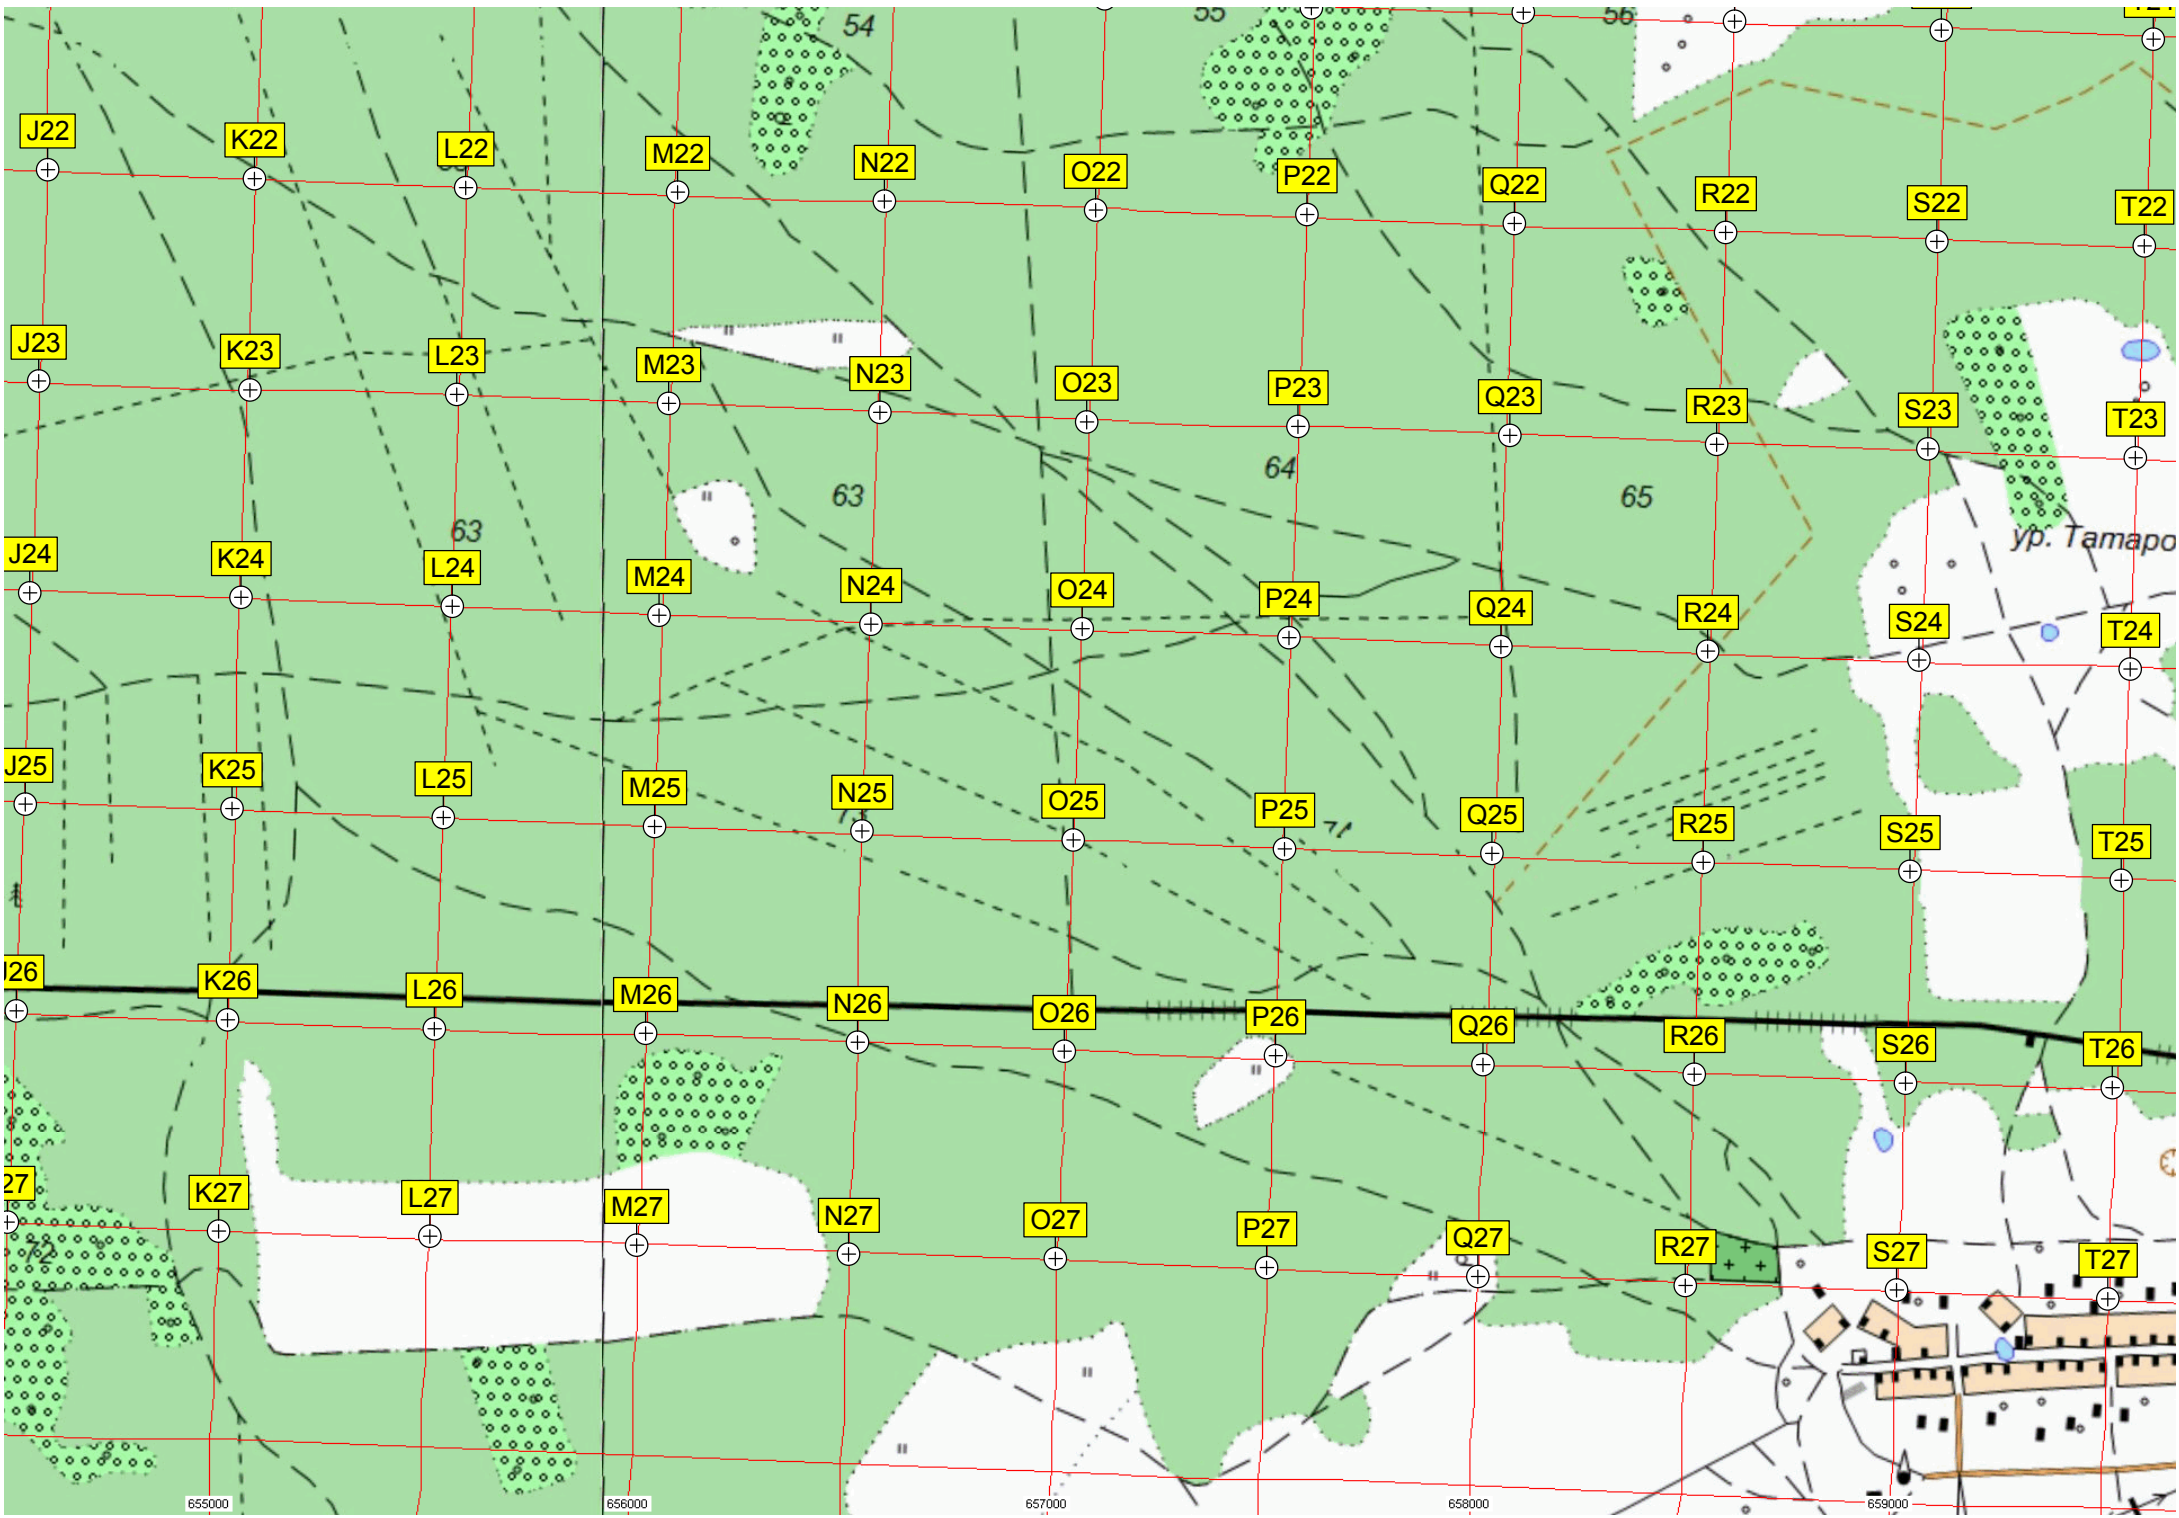 54
55
56
J22 K22 L22 M22 N22 O22 P22 Q22 R22 S22 T22
J23 K23 L23 M23 N23 O23 P23 Q23 R23 S23 T23
63 64 65
63
ур. Татаро
J24 K24 L24 M24 N24 O24 P24 Q24 R24 S24 T24
J25 K25 L25 M25 N25 O25 P25 Q25 R25 S25 T25
J26 K26 L26 M26 N26 O26 P26 Q26 R26 S26 T26
27 K27 L27 M27 N27 O27 P27 Q27 R27 S27 T27
72
655000 656000 657000 658000 659000